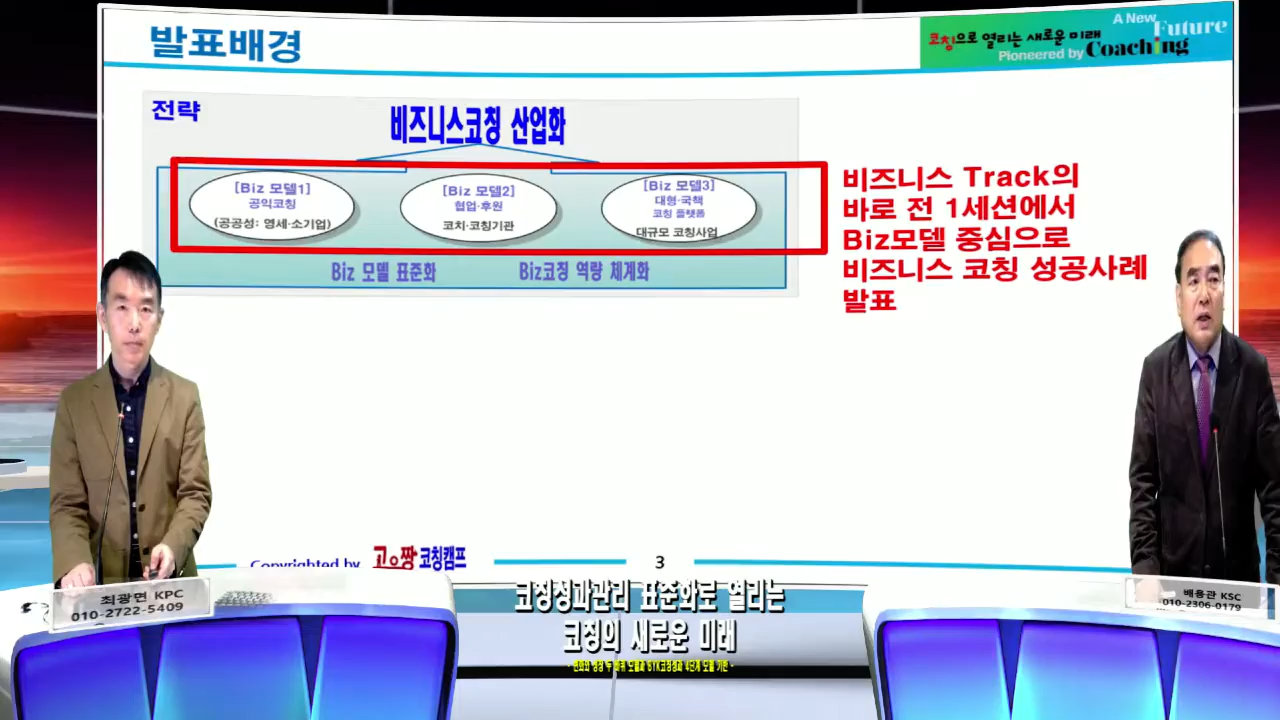 발표배경
코칭으로 열리는 새로운 미래
A New Future
Pioneered by Coaching
전략
비즈니스코칭 산업화
[Biz 모델1]
공익코칭
(공공성: 영세·소기업)
[Biz 모델2]
협업·후원
코치·코칭기관
[Biz 모델3]
대형·국책
코칭 플랫폼
대규모 코칭사업
Biz 모델 표준화
Biz코칭 역량 체계화
비즈니스 Track의
바로 전 1세션에서
Biz모델 중심으로
비즈니스 코칭 성공사례
발표
Copyrighted by 고으짱 코칭캠프
3
최광면 KPC
010-2722-5409
배용관 KSC
010-2306-0179
코칭성과관리 표준화로 열리는
코칭의 새로운 미래